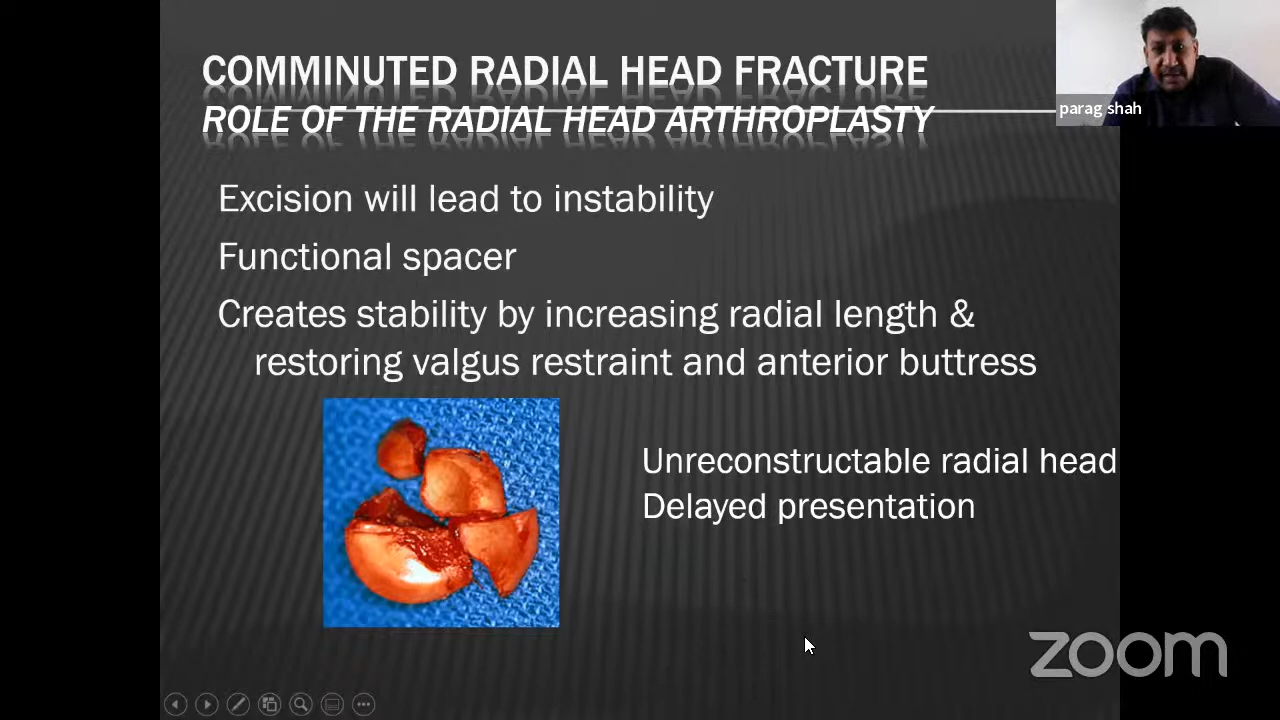 COMMINUTED RADIAL HEAD FRACTURE
ROLE OF THE RADIAL HEAD ARTHROPLASTY
parag shah
Excision will lead to instability
Functional spacer
Creates stability by increasing radial length &
restoring valgus restraint and anterior buttress
Unreconstructable radial head
Delayed presentation
zoom